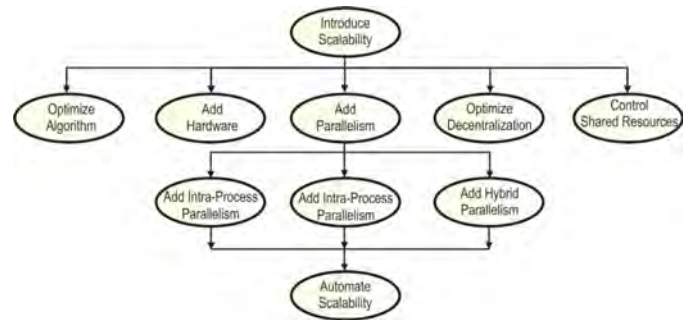 Introduce
Scalability
Optimize
Algorithm
Add
Hardware
Add
Parallelism
Optimize
Decentralization
Control
Shared Resources
Add Intra-Process
Parallelism
Add Intra-Process
Parallelism
Add Hybrid
Parallelism
Automate
Scalability